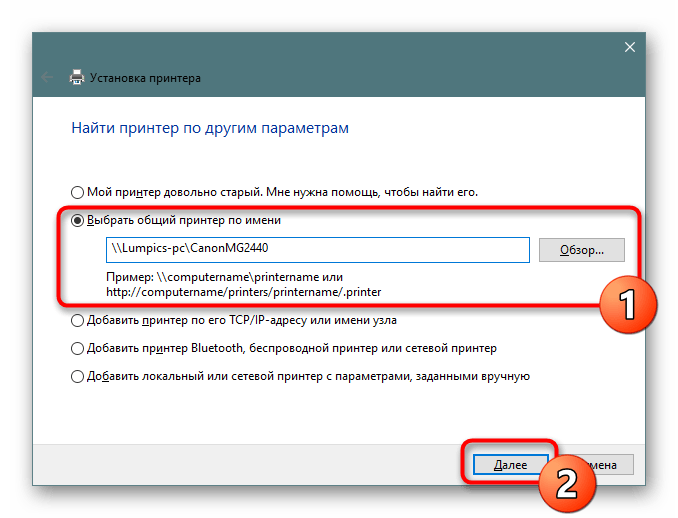 Установка принтера
Найти принтер по другим параметрам
Мой принтер довольно старый. Мне нужна помощь, чтобы найти его.
Выбрать общий принтер по имени
\\Lumpics-pc\CanonMG2440
Обзор...
Пример: \\computername\printername или
http://computername/printers/printername/.printer
1
Добавить принтер по его TCP/IP-адресу или имени узла
Добавить принтер Bluetooth, беспроводной принтер или сетевой принтер
Добавить локальный или сетевой принтер с параметрами, заданными вручную
Далее
2